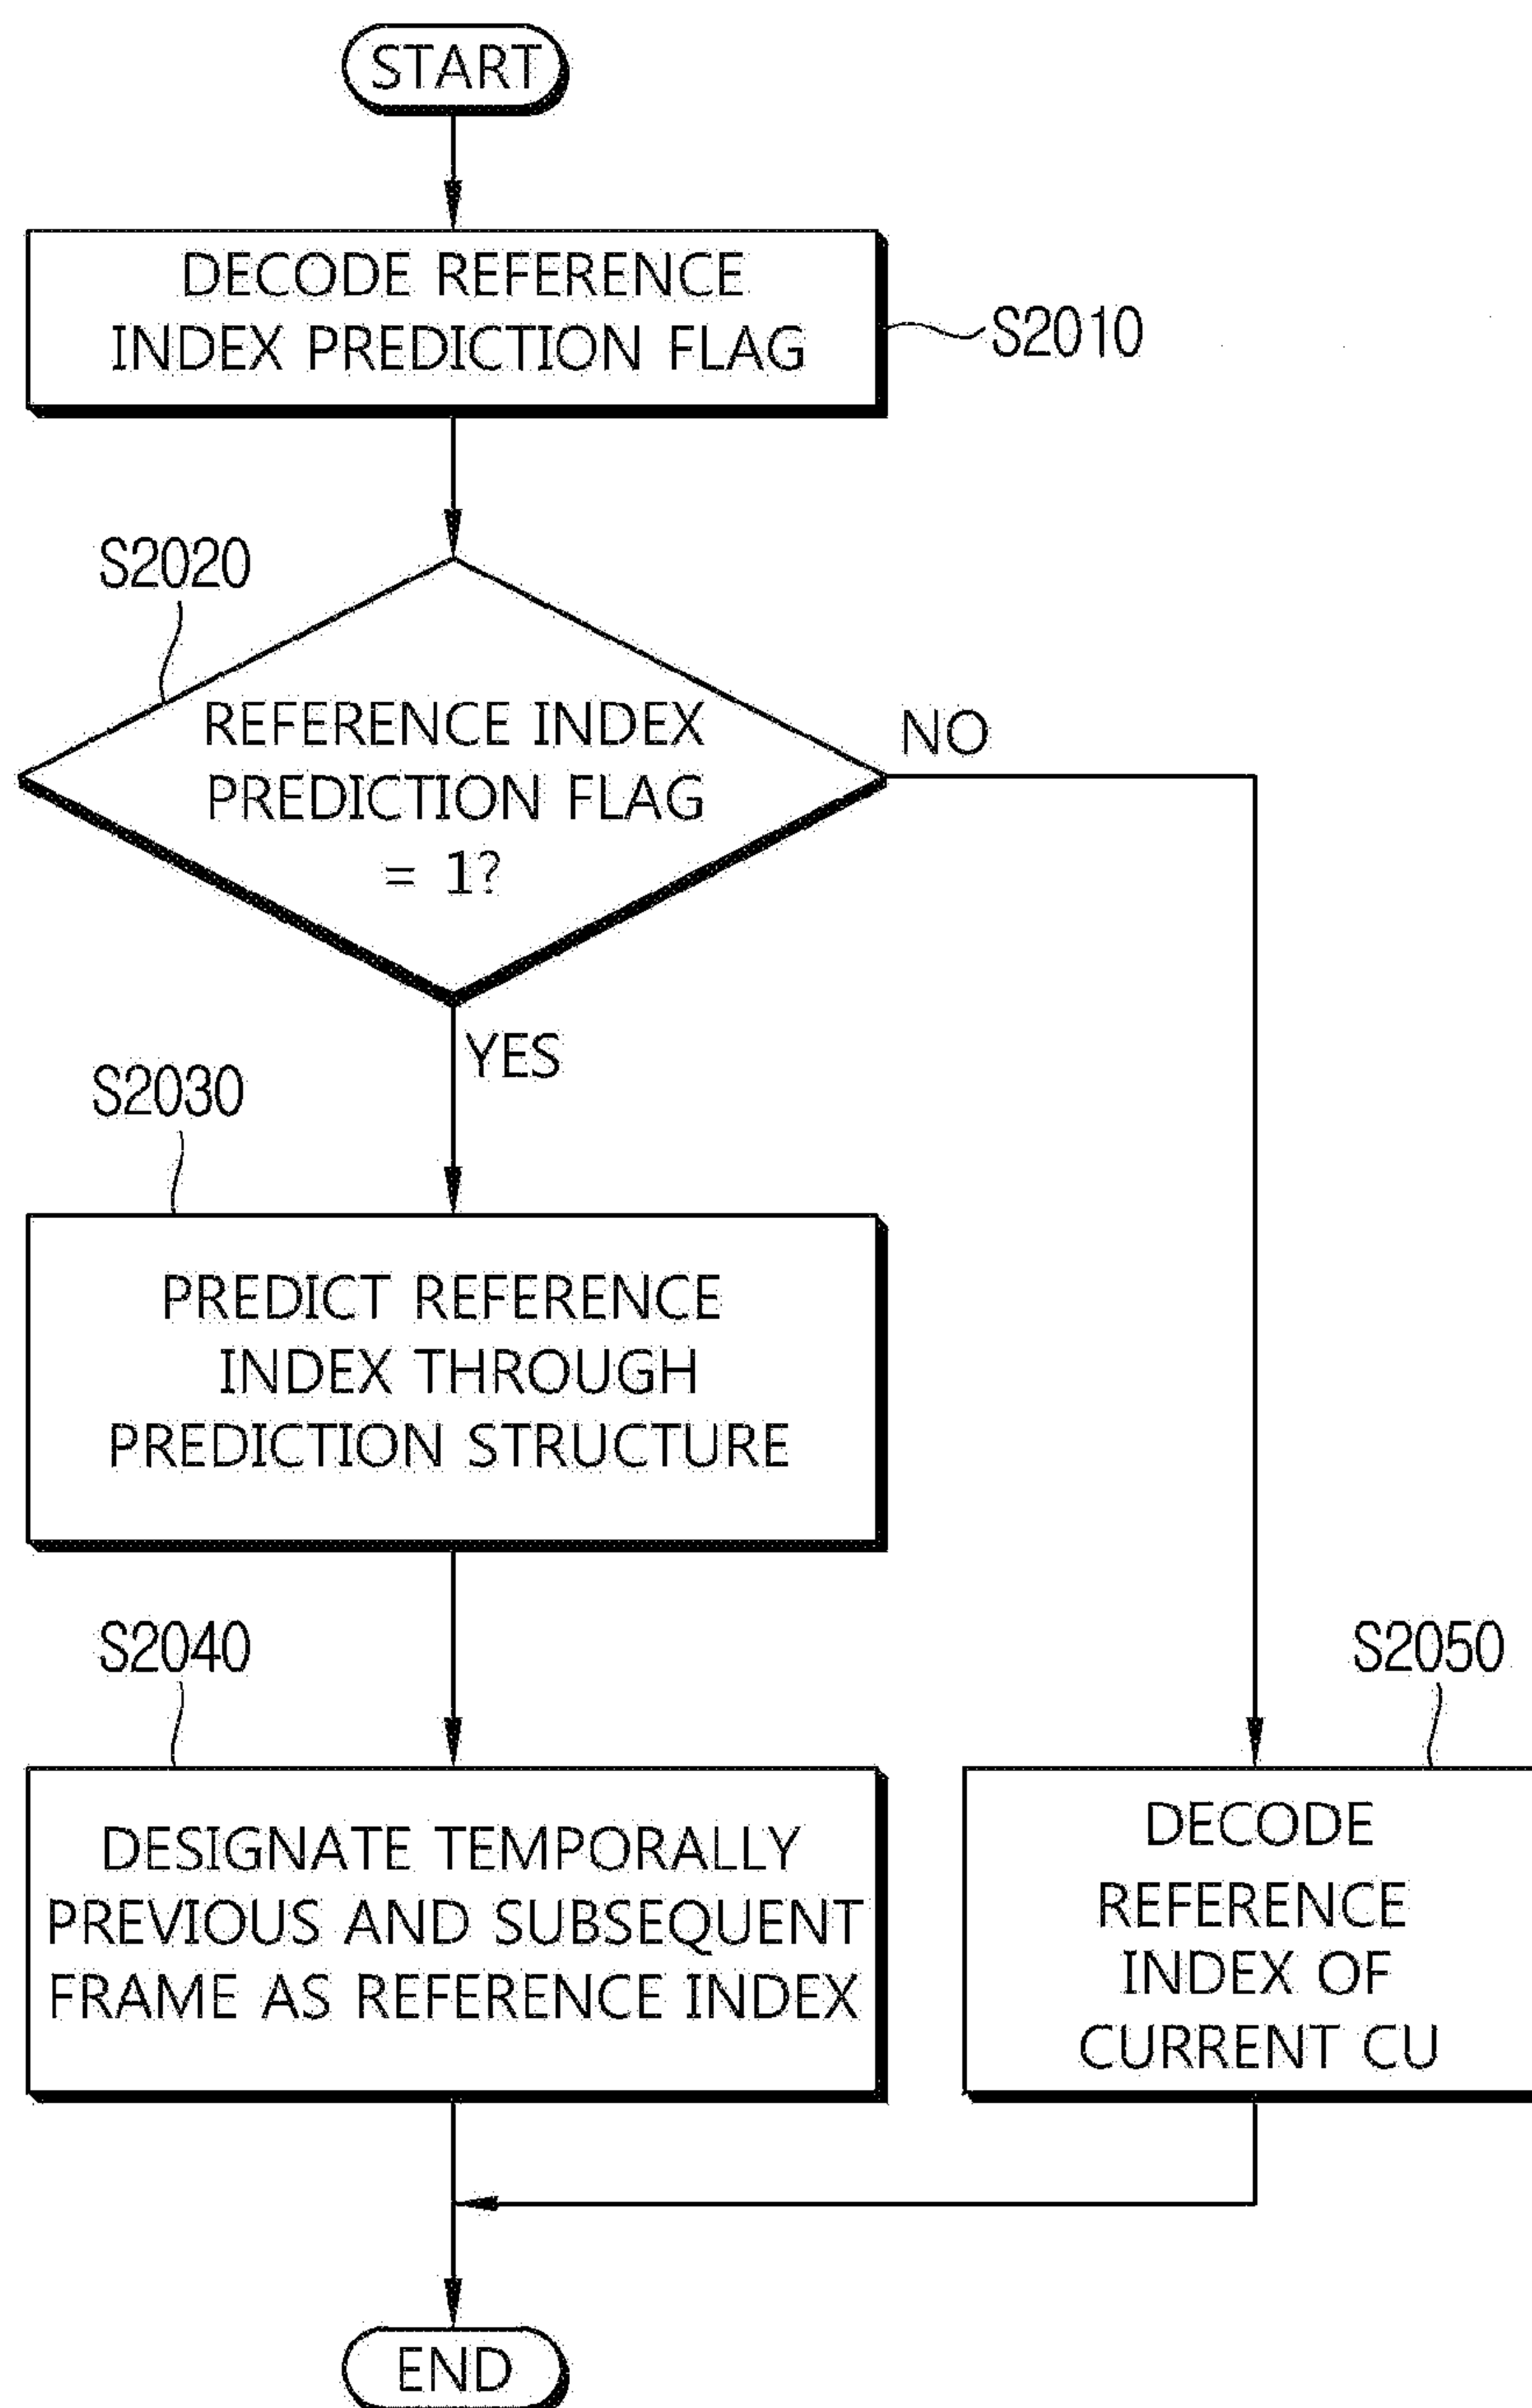 START
DECODE REFERENCE
INDEX PREDICTION FLAG
S2010
S2020
REFERENCE INDEX
PREDICTION FLAG
= 1?
NO
YES
S2030
PREDICT REFERENCE
INDEX THROUGH
PREDICTION STRUCTURE
S2040
DESIGNATE TEMPORALLY
PREVIOUS AND SUBSEQUENT
FRAME AS REFERENCE INDEX
S2050
DECODE
REFERENCE
INDEX OF
CURRENT CU
END